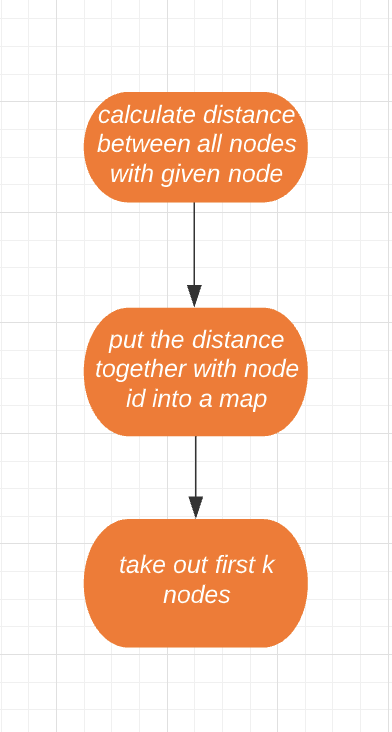 calculate distance
between all nodes
with given node
put the distance
together with node
id into a map
take out first k
nodes